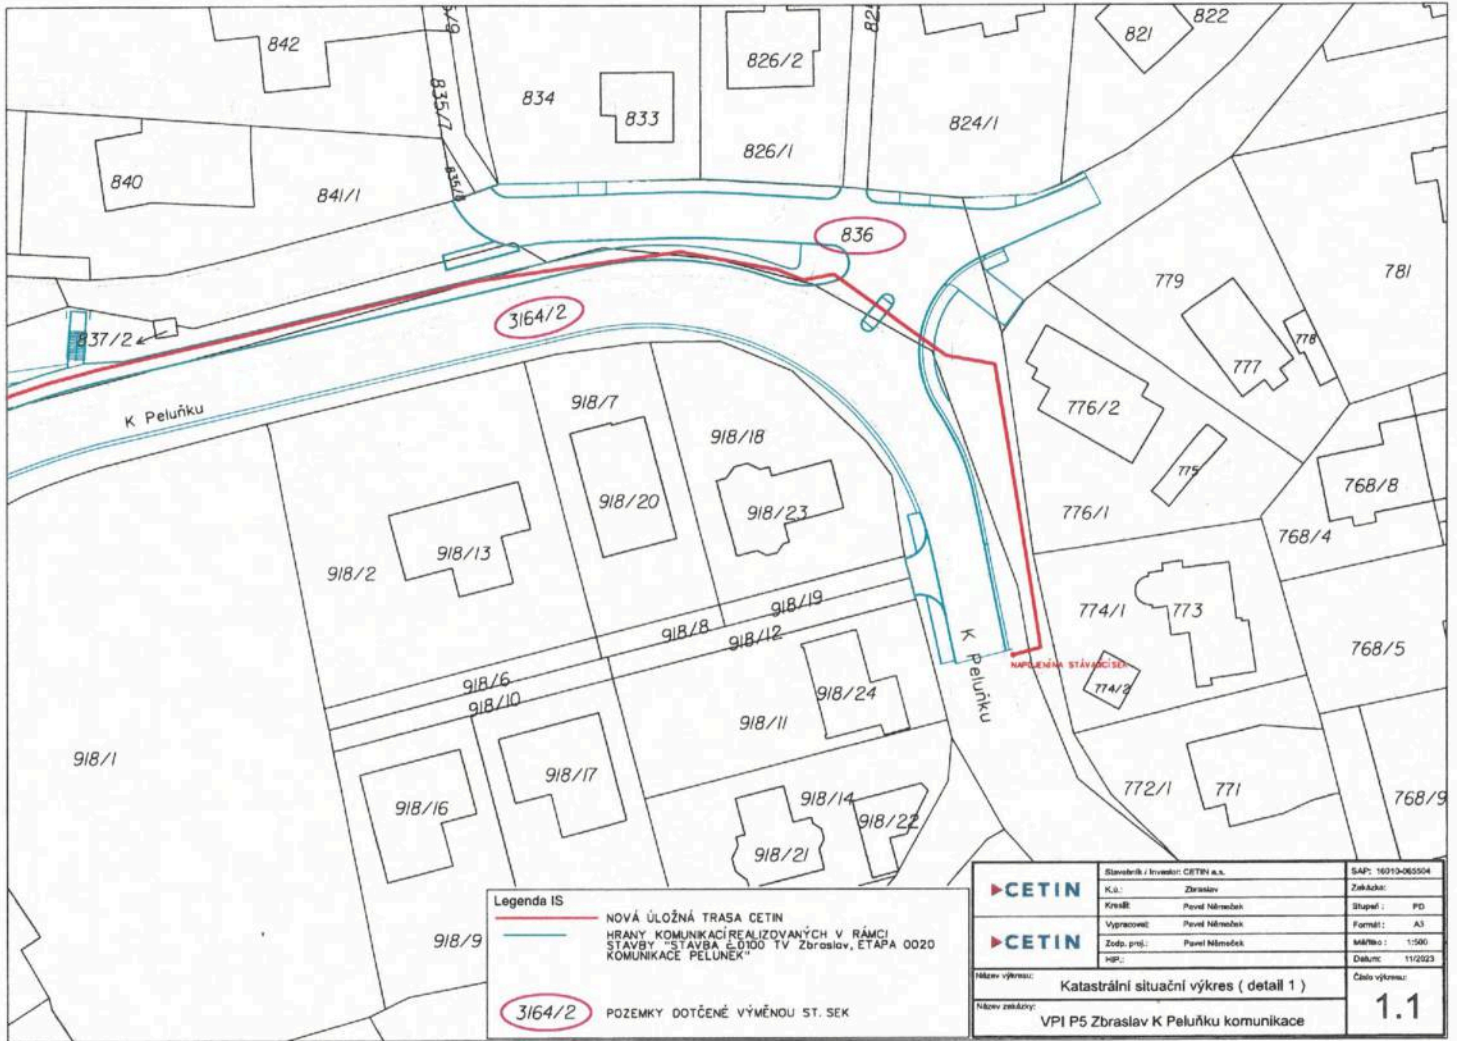 842
835/7
834
833
826/2
826/1
824/1
821
822
840
841/1
836
779
781
778
777
3164/2
837/2
K Peluňku
918/7
918/18
776/2
775
776/1
768/8
768/4
918/20
918/23
918/13
918/2
774/1
773
768/5
918/19
918/8
918/12
K Peluňku
774/2
918/6
918/10
918/24
918/11
918/1
918/17
918/16
918/14
918/22
918/21
918/9
772/1
771
768/9
Legenda IS
NOVÁ ÚLOŽNÁ TRASA CETIN
HRANY KOMUNIKACÍ REALIZOVANÝCH V RÁMCI
STAVBY "STAVBA č.0100 TV Zbraslav, ETAPA 0020
KOMUNIKACE PELUNEK"
3164/2 POZEMKY DOTČENÉ VÝMĚNOU ST. SEK
CETIN
CETIN
Stavebník / Investor: CETIN a.s.
K.ú.: Zbraslav
Kreslil: Pavel Němeček
Vypracoval: Pavel Němeček
Zodp. proj.: Pavel Němeček
HIP.:
SAP: 16010-065504
Zakázka:
Stupeň : PD
Formát : A3
Měřítko : 1:500
Datum: 11/2023
Název výkresu:
Katastrální situační výkres ( detail 1 )
Číslo výkresu:
1.1
Název zakázky:
VPI P5 Zbraslav K Peluňku komunikace